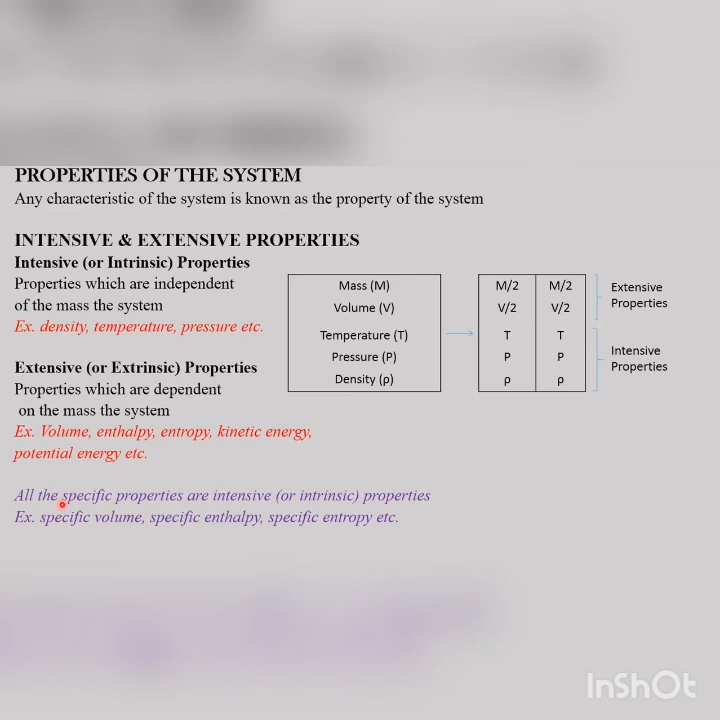 PROPERTIES OF THE SYSTEM
Any characteristic of the system is known as the property of the system
INTENSIVE & EXTENSIVE PROPERTIES
Intensive (or Intrinsic) Properties
Properties which are independent
of the mass the system
Ex. density, temperature, pressure etc.
Extensive (or Extrinsic) Properties
Properties which are dependent
on the mass the system
Ex. Volume, enthalpy, entropy, kinetic energy,
potential energy etc.
Mass (M)
Volume (V)
Temperature (T)
Pressure (P)
Density (ρ)
M/2 M/2
V/2 V/2
T T
P P
ρ ρ
Extensive
Properties
Intensive
Properties
All the specific properties are intensive (or intrinsic) properties
Ex. specific volume, specific enthalpy, specific entropy etc.
InShOt